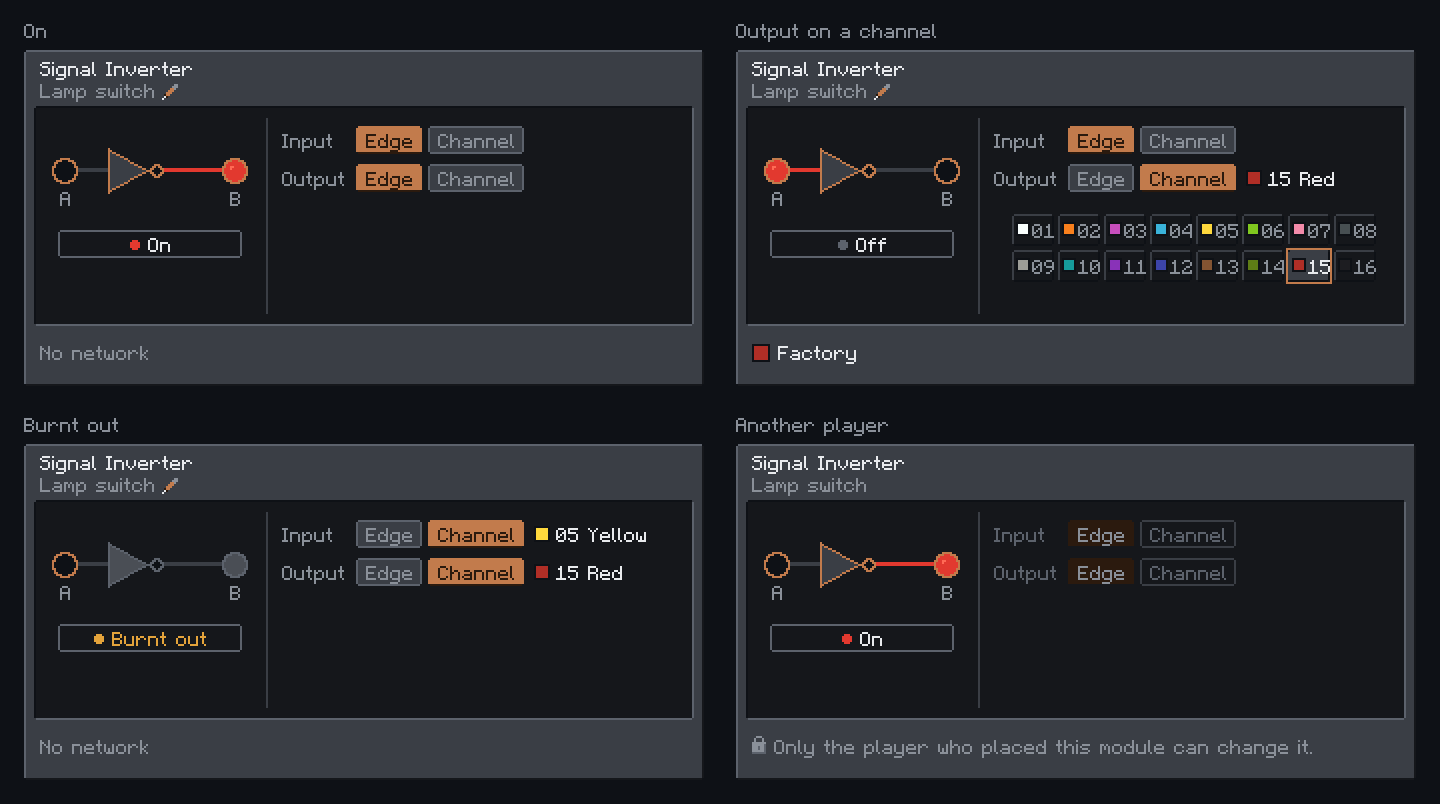 On
Signal Inverter
Lamp switch
Input Edge Channel
Output Edge Channel
A B
On
No network
Output on a channel
Signal Inverter
Lamp switch
Input Edge Channel
Output Edge Channel 15 Red
A B
Off
01 02 03 04 05 06 07 08
09 10 11 12 13 14 15 16
Factory
Burnt out
Signal Inverter
Lamp switch
Input Edge Channel 05 Yellow
Output Edge Channel 15 Red
A B
Burnt out
No network
Another player
Signal Inverter
Lamp switch
Input Edge Channel
Output Edge Channel
A B
On
Only the player who placed this module can change it.